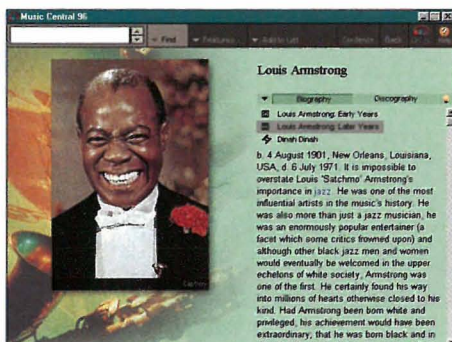 Music Central 96
Find
Features
Add to List
Back
Louis Armstrong
Biography Discography
Louis Armstrong: Early Years
Louis Armstrong: Later Years
Dinah Dinah
b. 4 August 1901, New Orleans, Louisiana,
USA, d. 6 July 1971. It is impossible to
overstate Louis 'Satchmo' Armstrong's
importance in jazz. He was one of the most
influential artists in the music's history. He
was also more than just a jazz musician, he
was an enormously popular entertainer (a
facet which some critics frowned upon) and
although other black jazz men and women
would eventually be welcomed in the upper
echelons of white society, Armstrong was
one of the first. He certainly found his way
into millions of hearts otherwise closed to his
kind. Had Armstrong been born white and
privileged, his achievement would have been
extraordinary; that he was born black and in
Caption